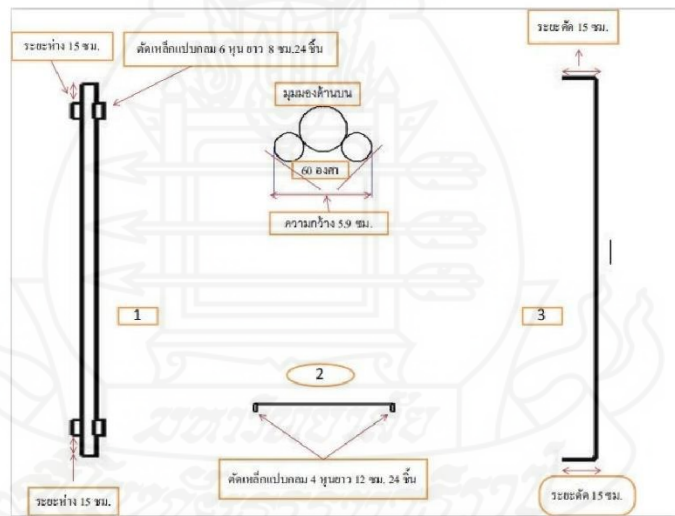 ระยะห่าง 15 ซม.
ตัดเหล็กแปบกลม 6 หุน ยาว 8 ซม.24 ชิ้น
ระยะดัด 15 ซม.
มุมมองด้านบน
60 องศา
ความกว้าง 5.9 ซม.
1
3
2
ตัดเหล็กแปบกลม 4 หุนยาว 12 ซม. 24 ชิ้น
ระยะห่าง 15 ซม.
ระยะดัด 15 ซม.